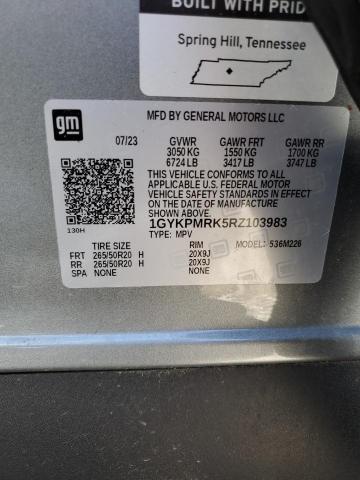 BUILT WITH PRID
Spring Hill, Tennessee
gm
MFD BY GENERAL MOTORS LLC
07/23 GVWR GAWR FRT GAWR RR
3050 KG 1550 KG 1700 KG
6724 LB 3417 LB 3747 LB
THIS VEHICLE CONFORMS TO ALL
APPLICABLE U.S. FEDERAL MOTOR
VEHICLE SAFETY STANDARDS IN EFFECT
ON THE DATE OF MANUFACTURE
SHOWN ABOVE.
1GYKPMRK5RZ103983
130H
TYPE: MPV
TIRE SIZE RIM MODEL: 536M226
FRT 265/50R20 H 20X9J
RR 265/50R20 H 20X9J
SPA NONE NONE